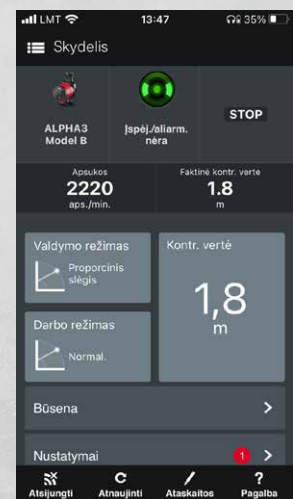 LMT 13:47 35%
Skydelis
ALPHA3
Model B
Įspėj./aliarm.
nėra
STOP
Apsukos
2220
aps./min.
Faktinė kontr. vertė
1.8
m
Valdymo režimas
Proporcinis
slėgis
Kontr. vertė
1,8
m
Darbo režimas
Normal.
Būsena
Nustatymai 1
Atsijungti Atnaujinti Ataskaitos Pagalba